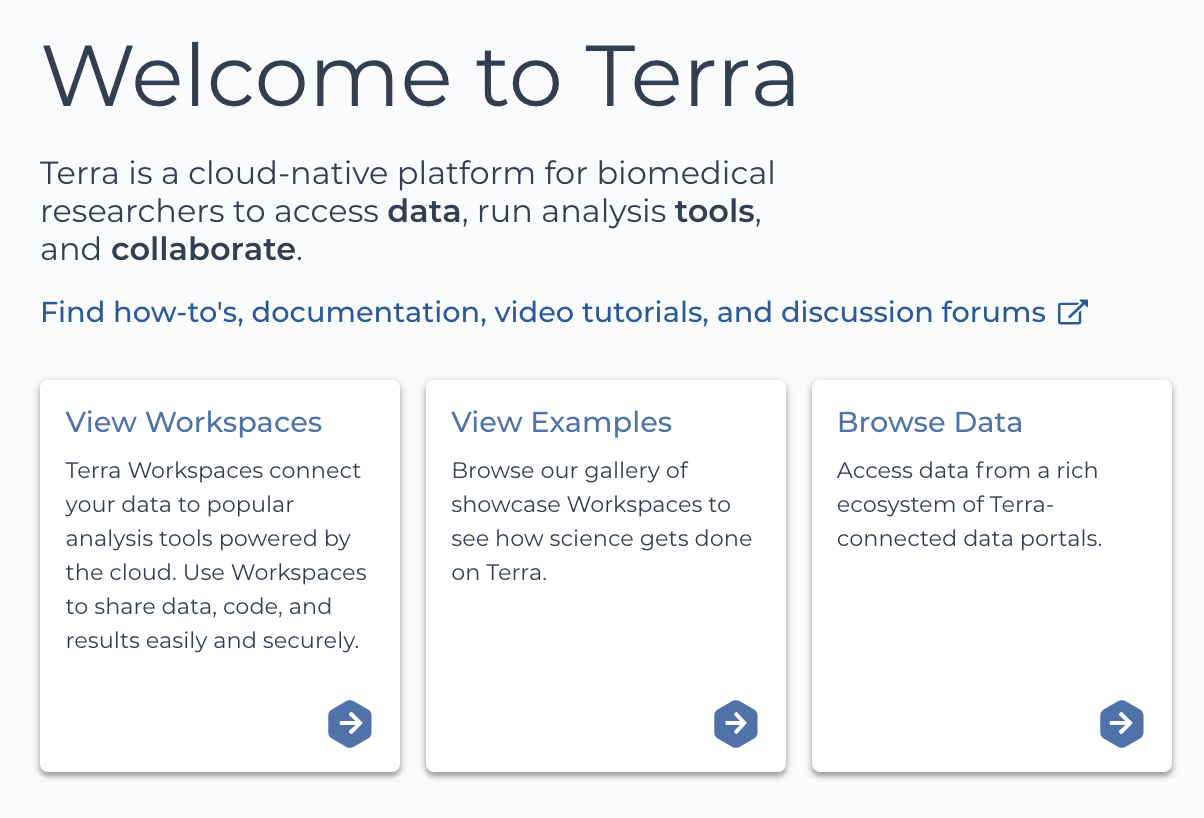 Welcome to Terra
Terra is a cloud-native platform for biomedical
researchers to access data, run analysis tools,
and collaborate.
Find how-to's, documentation, video tutorials, and discussion forums
View Workspaces
Terra Workspaces connect
your data to popular
analysis tools powered by
the cloud. Use Workspaces
to share data, code, and
results easily and securely.
View Examples
Browse our gallery of
showcase Workspaces to
see how science gets done
on Terra.
Browse Data
Access data from a rich
ecosystem of Terra-
connected data portals.